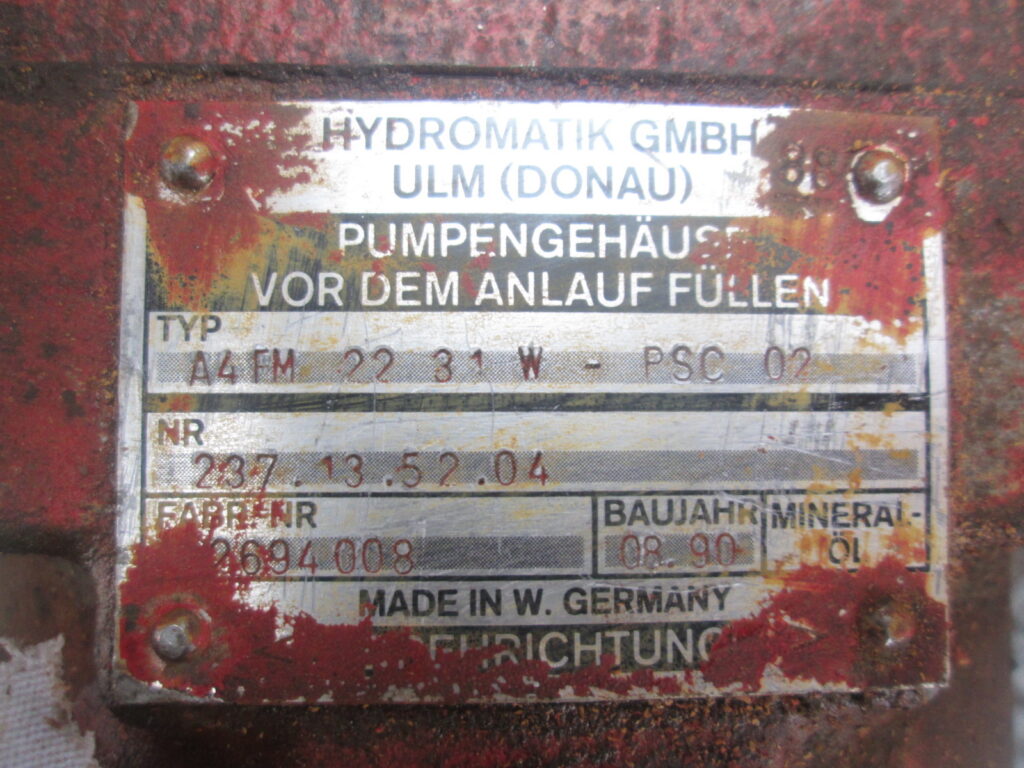 HYDROMATIK GMBH
88
ULM (DONAU)
PUMPENGEHÄUSE
VOR DEM ANLAUF FÜLLEN
TYP
A4FM 22 31 W - PSC 02
NR
237.13.52.04
FABR-NR
2694008
BAUJAHR
08.90
MINERAL-
ÖL
MADE IN W. GERMANY